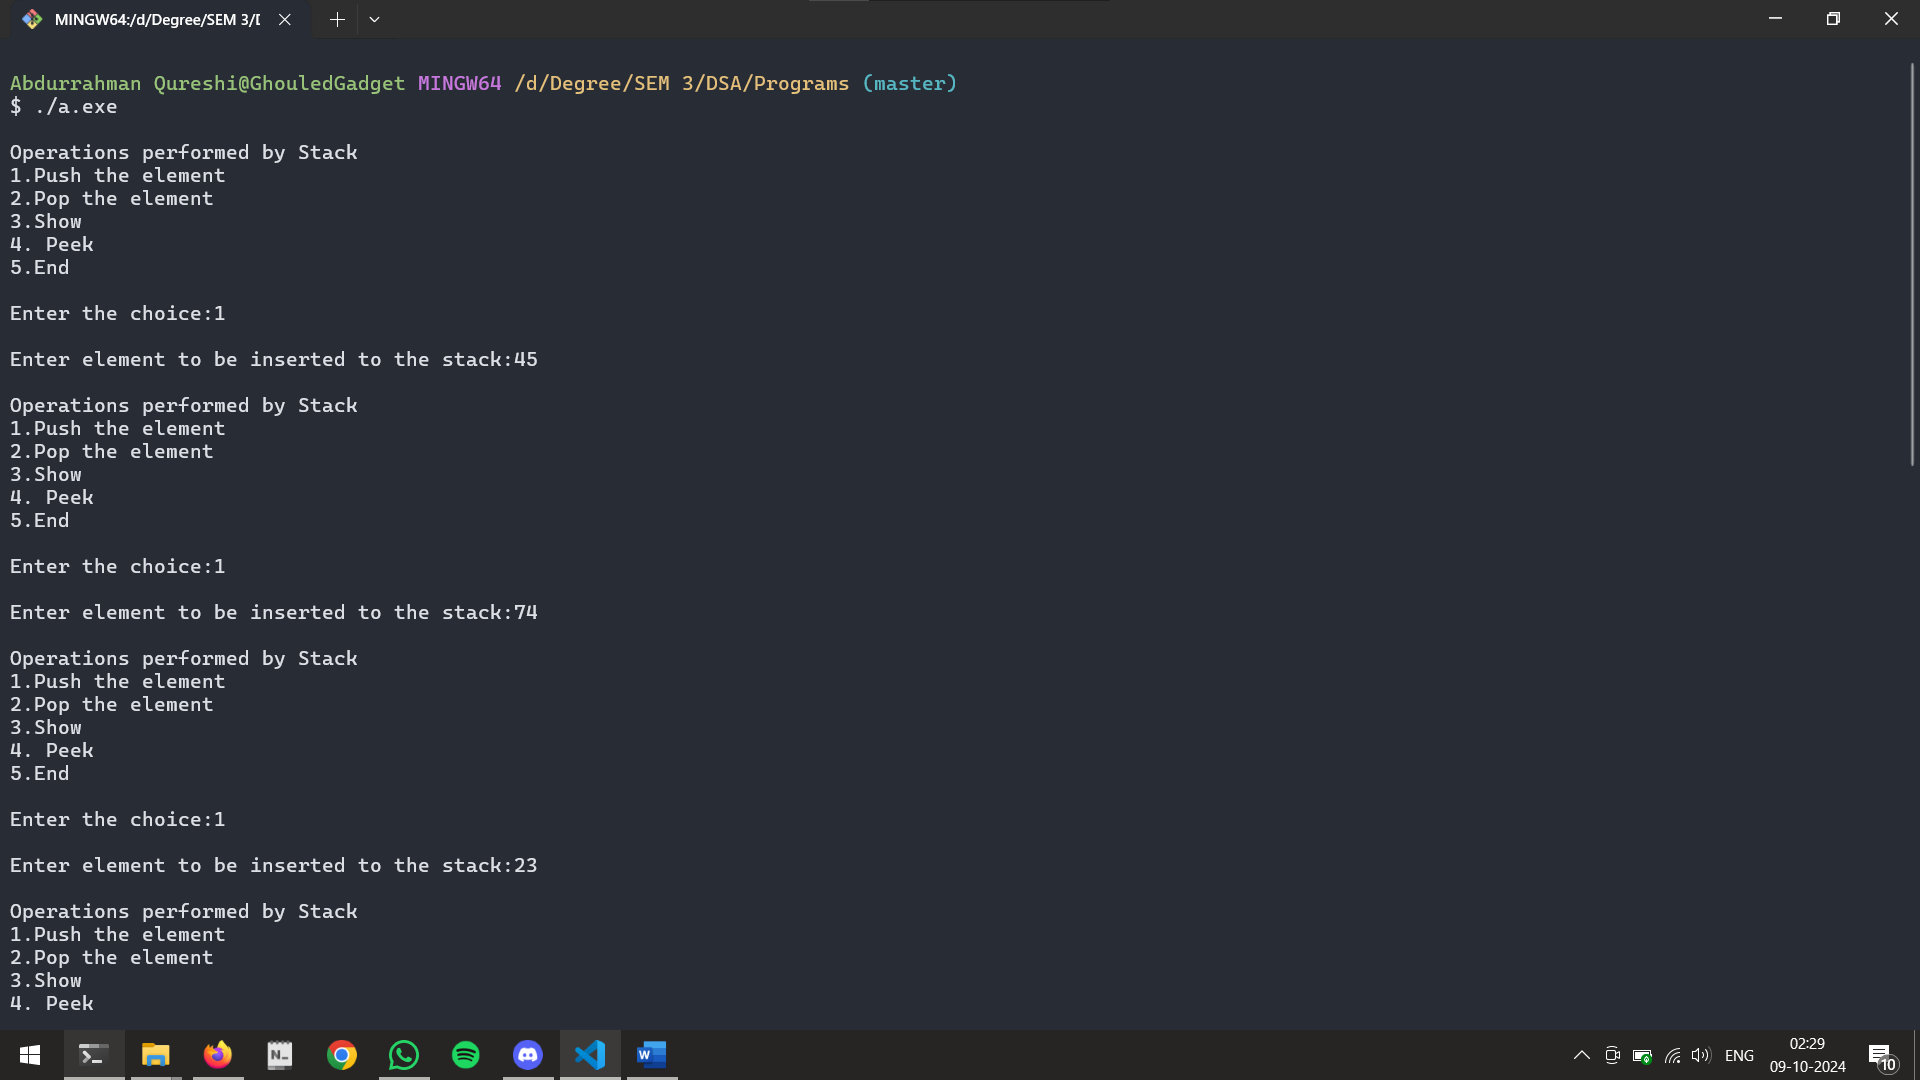 MINGW64:/d/Degree/SEM 3/D
Abdurrahman Qureshi@GhouledGadget MINGW64 /d/Degree/SEM 3/DSA/Programs (master)
$ ./a.exe
Operations performed by Stack
1.Push the element
2.Pop the element
3.Show
4. Peek
5.End
Enter the choice:1
Enter element to be inserted to the stack:45
Operations performed by Stack
1.Push the element
2.Pop the element
3.Show
4. Peek
5.End
Enter the choice:1
Enter element to be inserted to the stack:74
Operations performed by Stack
1.Push the element
2.Pop the element
3.Show
4. Peek
5.End
Enter the choice:1
Enter element to be inserted to the stack:23
Operations performed by Stack
1.Push the element
2.Pop the element
3.Show
4. Peek
N_
W
ENG
02:29
09-10-2024
10